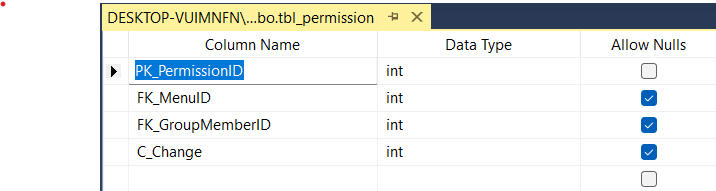 DESKTOP-VUIMNFN\...bo.tbl_permission
Column Name Data Type Allow Nulls
PK_PermissionID int
FK_MenuID int
FK_GroupMemberID int
C_Change int